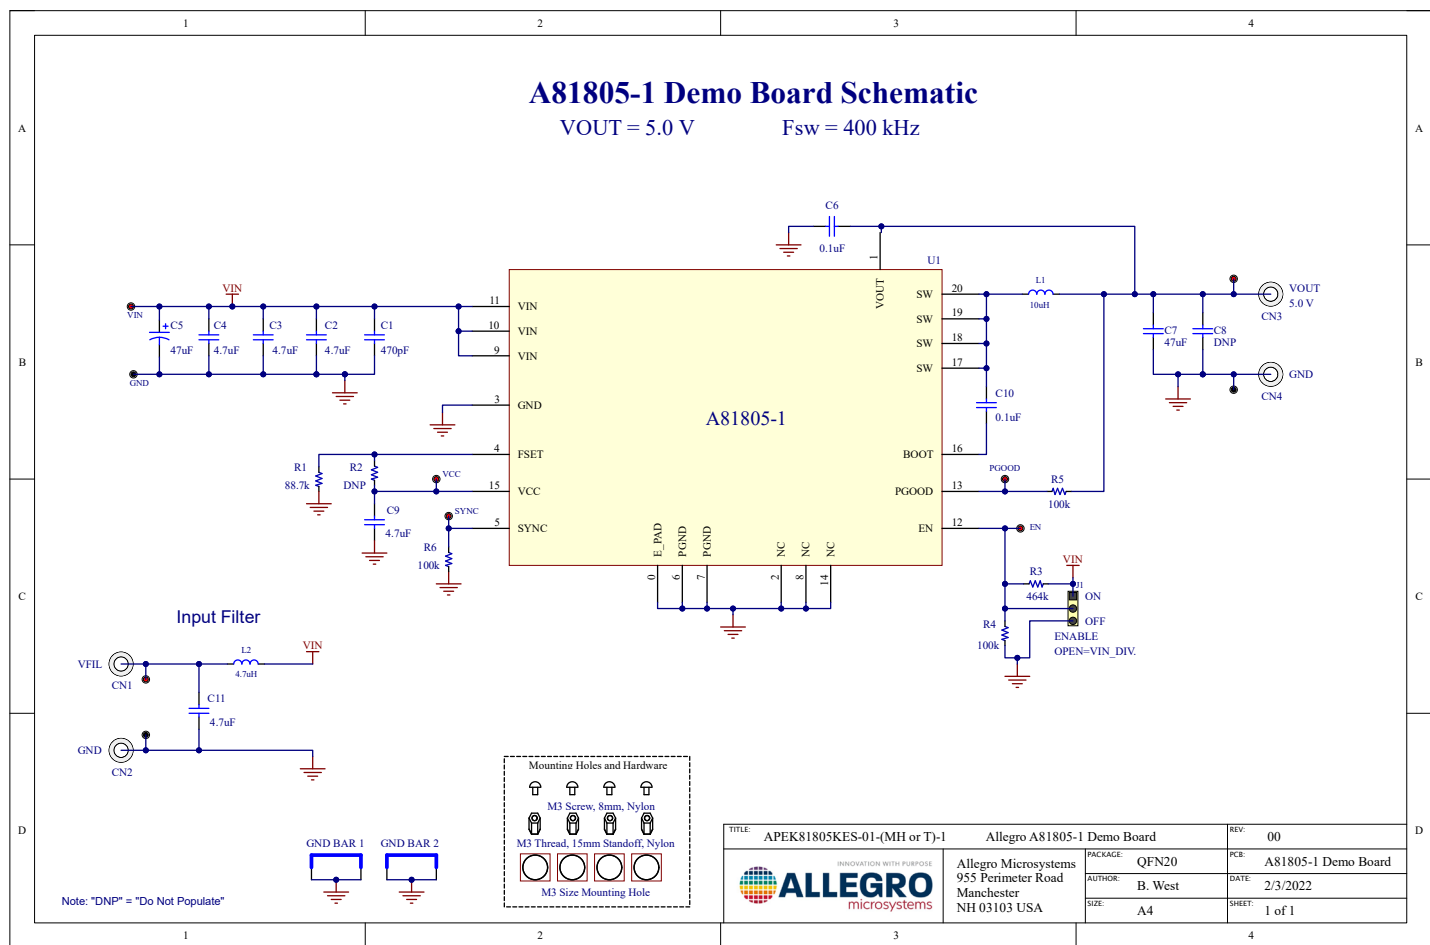 1 2 3 4
A81805-1 Demo Board Schematic
VOUT = 5.0 V Fsw = 400 kHz
A A
B B
C C
D D
C6
0.1uF
U1
1
VOUT
VIN
VIN
GND
C5
47uF
C4
4.7uF
C3
4.7uF
C2
4.7uF
C1
470pF
11 VIN
10 VIN
9 VIN
3 GND
4 FSET
15 VCC
5 SYNC
A81805-1
SW 20
SW 19
SW 18
SW 17
BOOT 16
PGOOD 13
EN 12
E_PAD
PGND
PGND
NC
NC
NC
0
6
7
2
8
14
L1
10uH
C10
0.1uF
C7
47uF
C8
DNP
VOUT
5.0 V
CN3
GND
CN4
PGOOD
R5
100k
EN
VIN
R3
464k
J1
ON
OFF
R4
100k
ENABLE
OPEN=VIN_DIV.
R1
88.7k
R2
DNP
VCC
C9
4.7uF
SYNC
R6
100k
Input Filter
VFIL
CN1
L2
4.7uH
VIN
C11
4.7uF
GND
CN2
GND BAR 1 GND BAR 2
Note: "DNP" = "Do Not Populate"
Mounting Holes and Hardware
M3 Screw, 8mm, Nylon
M3 Thread, 15mm Standoff, Nylon
M3 Size Mounting Hole
TITLE: APEK81805KES-01-(MH or T)-1 Allegro A81805-1 Demo Board
REV: 00
INNOVATION WITH PURPOSE
ALLEGRO
microsystems
Allegro Microsystems
955 Perimeter Road
Manchester
NH 03103 USA
PACKAGE: QFN20
PCB: A81805-1 Demo Board
AUTHOR: B. West
DATE: 2/3/2022
SIZE: A4
SHEET: 1 of 1
1 2 3 4